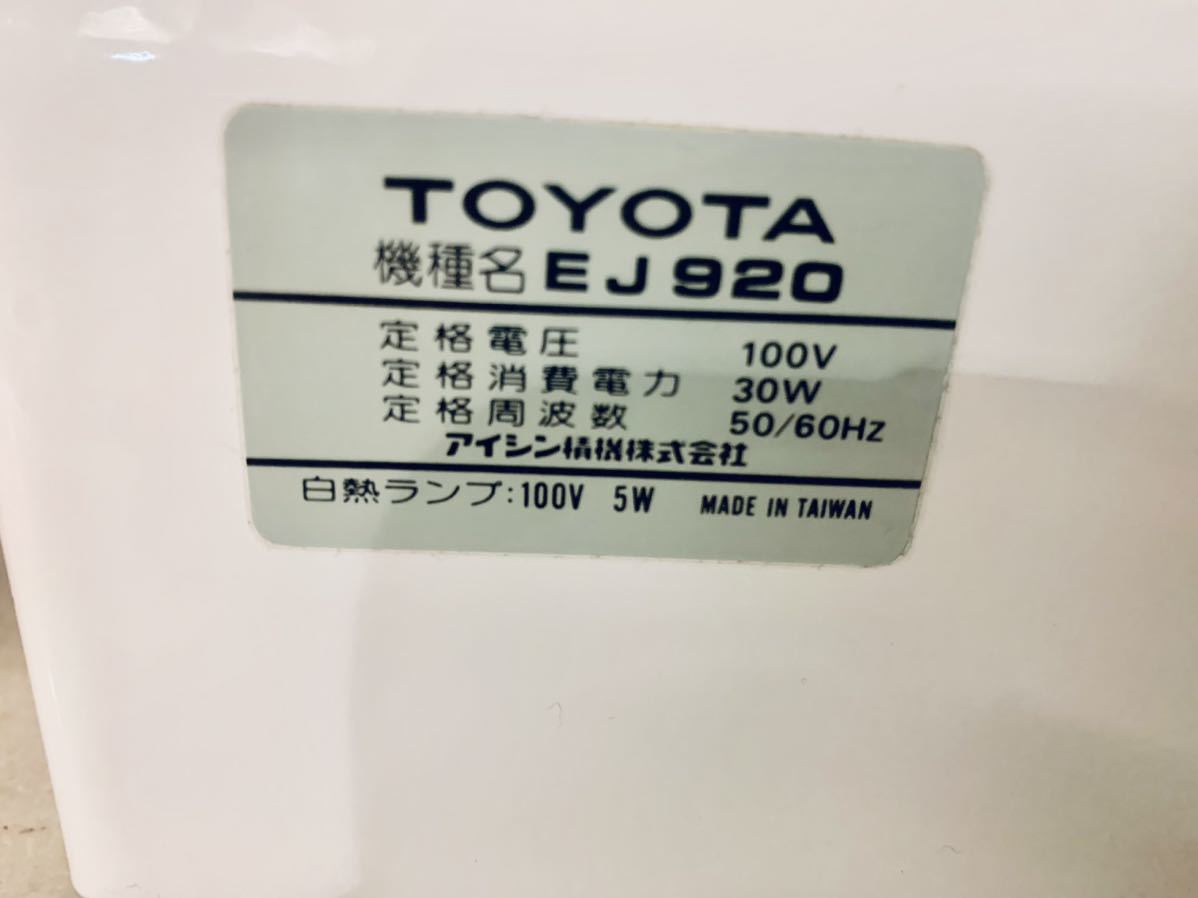 TOYOTA
機種名 EJ920
定格電圧 100V
定格消費電力 30W
定格周波数 50/60Hz
アイシン精機株式会社
白熱ランプ:100V 5W MADE IN TAIWAN